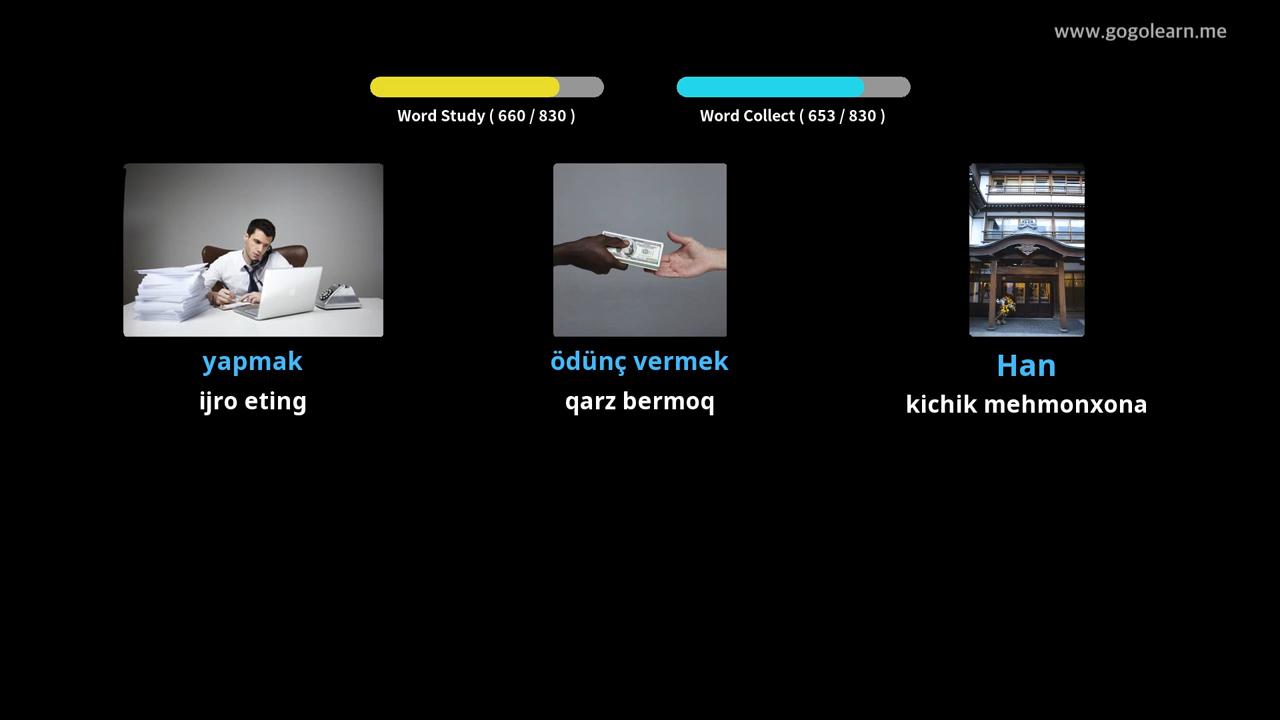 www.gogolearn.me
Word Study ( 660 / 830 )
Word Collect ( 653 / 830 )
yapmak
ödünç vermek
Han
ijro eting
qarz bermoq
kichik mehmonxona